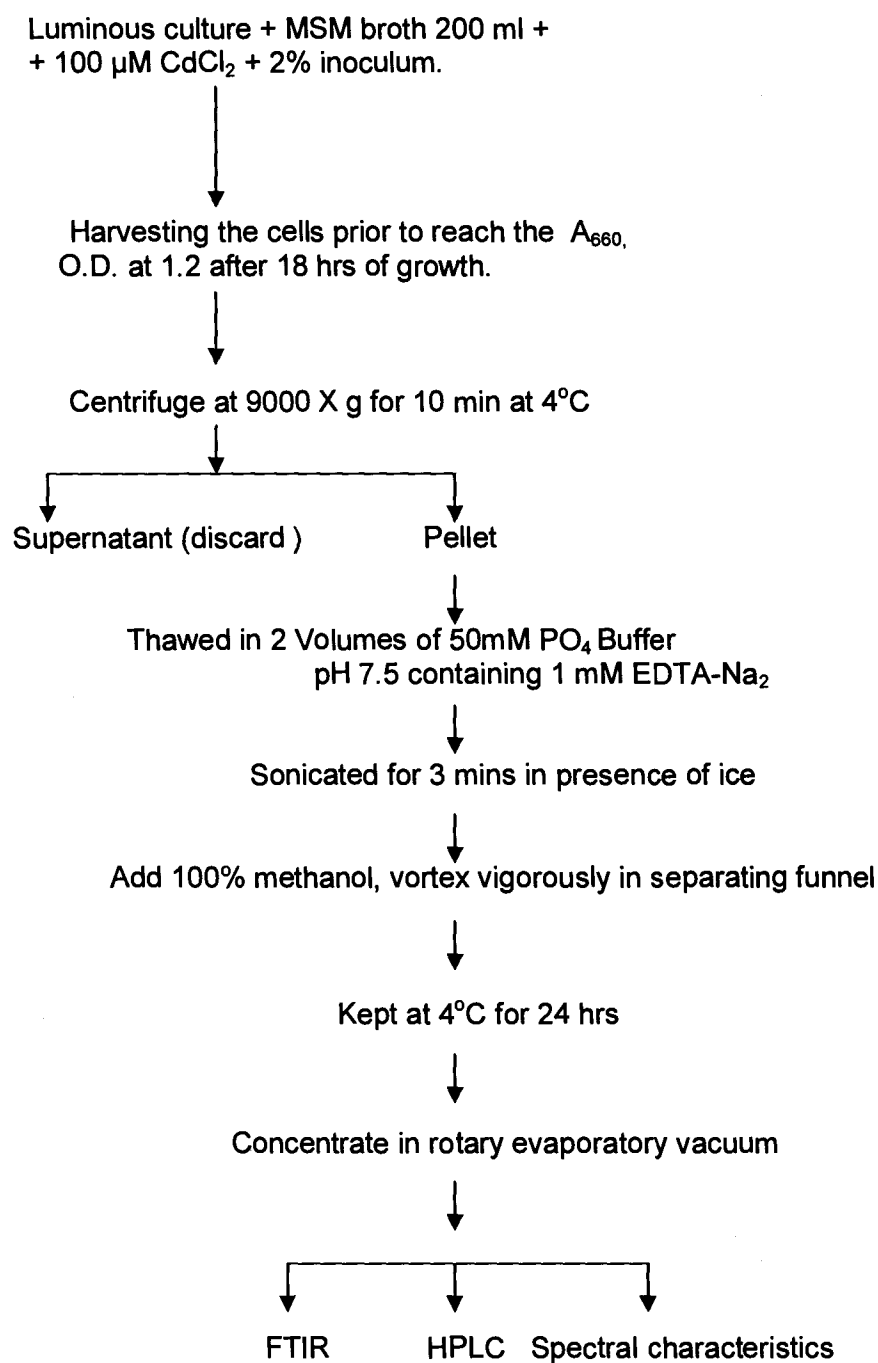 Luminous culture + MSM broth 200 ml +
+ 100 µM CdCl₂ + 2% inoculum.
Harvesting the cells prior to reach the A₆₆₀,
O.D. at 1.2 after 18 hrs of growth.
Centrifuge at 9000 X g for 10 min at 4°C
Supernatant (discard )
Pellet
Thawed in 2 Volumes of 50mM PO₄ Buffer
pH 7.5 containing 1 mM EDTA-Na₂
Sonicated for 3 mins in presence of ice
Add 100% methanol, vortex vigorously in separating funnel
Kept at 4°C for 24 hrs
Concentrate in rotary evaporatory vacuum
FTIR
HPLC
Spectral characteristics